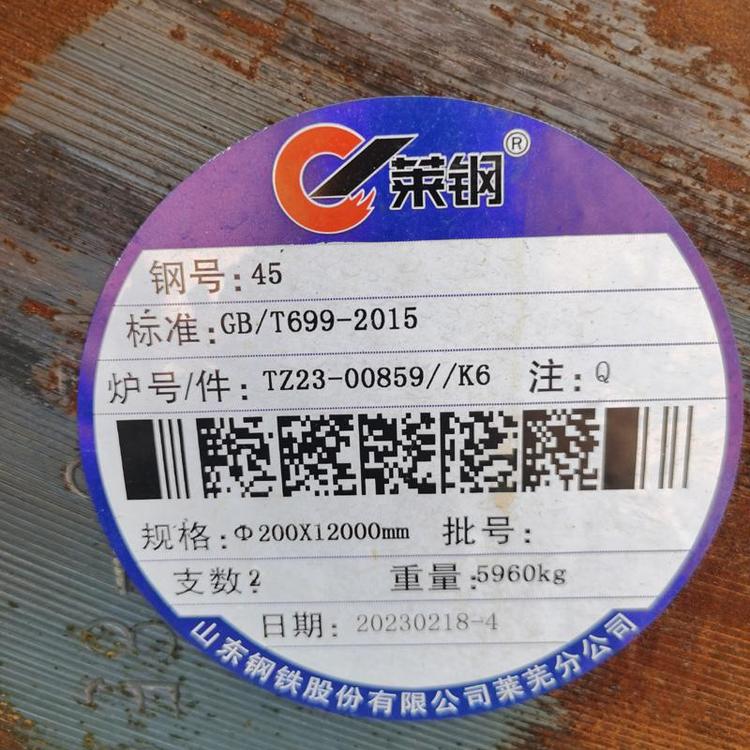 莱钢®
钢号:45
标准:GB/T699-2015
炉号/件:TZ23-00859//K6 注:Q
规格:Φ200X12000mm 批号:
支数:2 重量:5960kg
日期:20230218-4
山东钢铁股份有限公司莱芜分公司